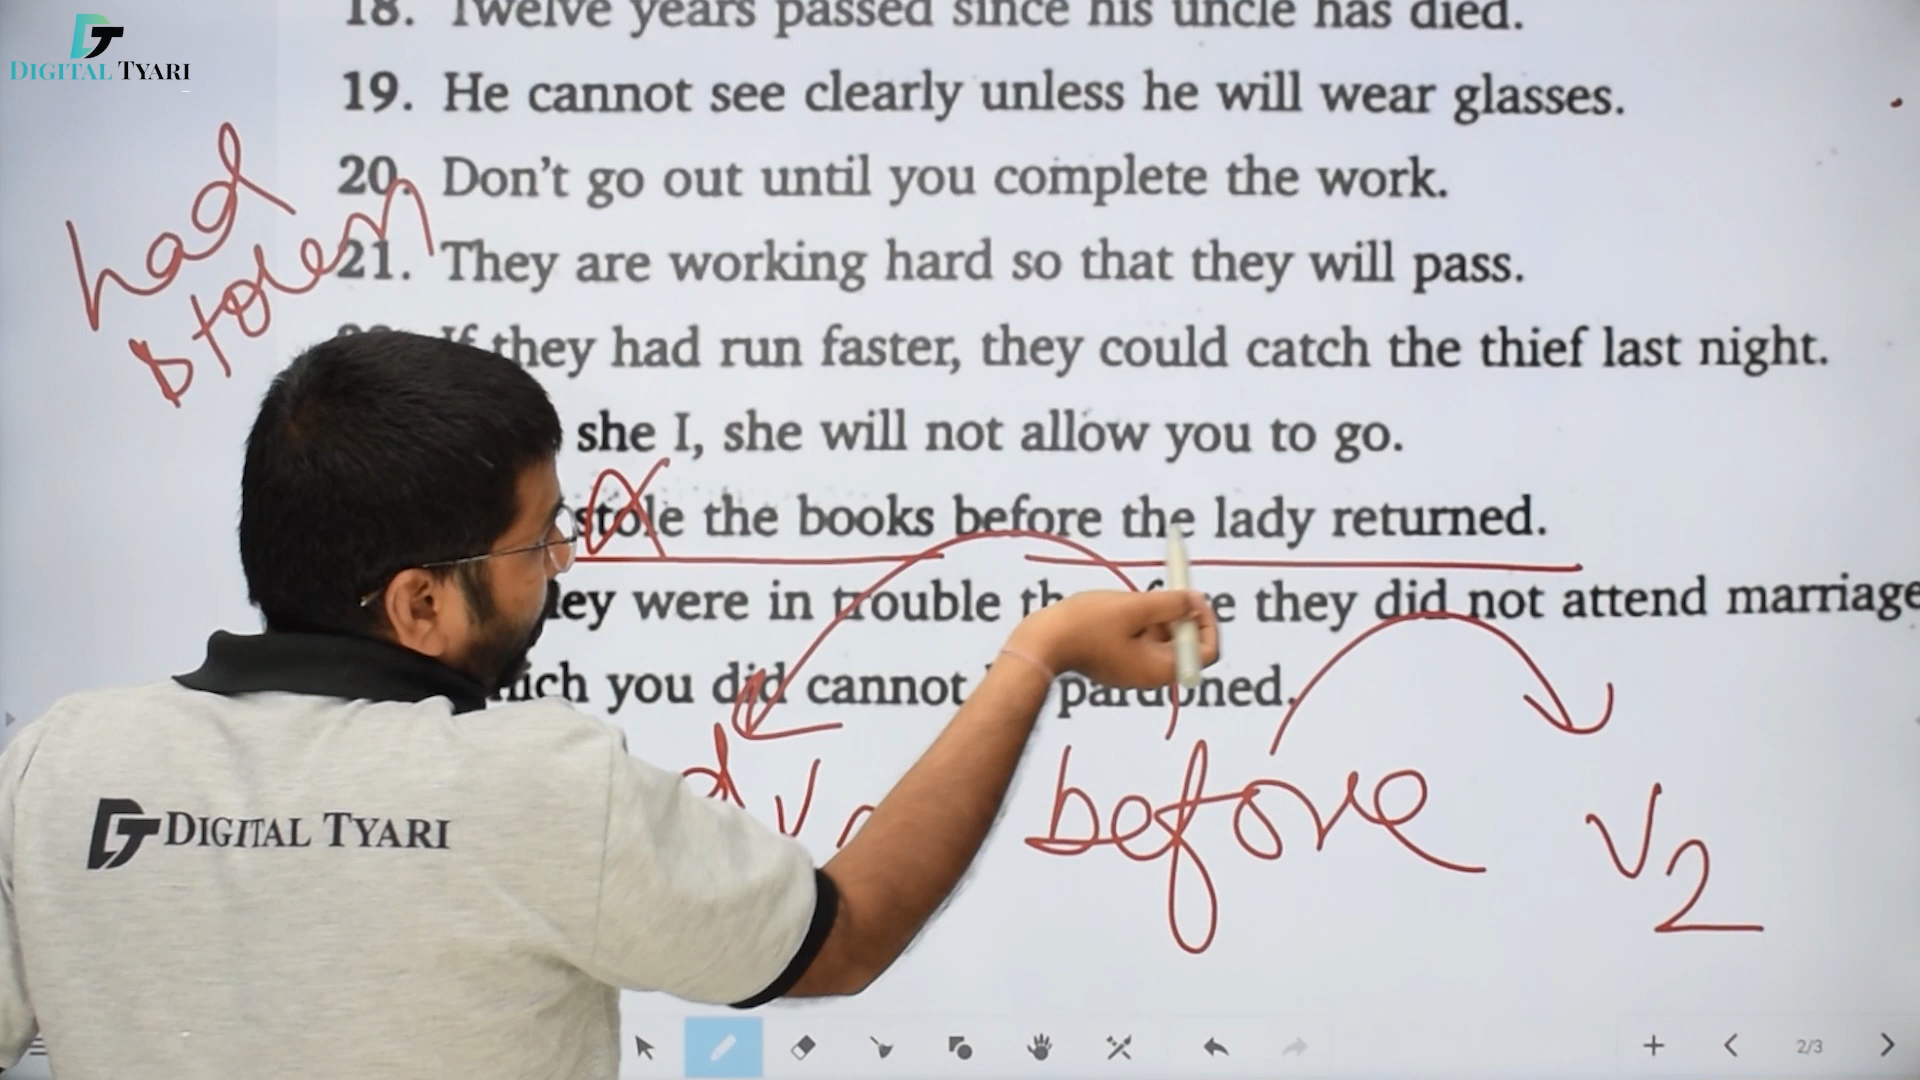 DT
DIGITAL TYARI
18. Twelve years passed since his uncle has died.
19. He cannot see clearly unless he will wear glasses.
20. Don't go out until you complete the work.
21. They are working hard so that they will pass.
If they had run faster, they could catch the thief last night.
she I, she will not allow you to go.
stole the books before the lady returned.
were in trouble they did not attend marriage
you did cannot pardoned.
had
stolen
before
V2
DT DIGITAL TYARI
2/3